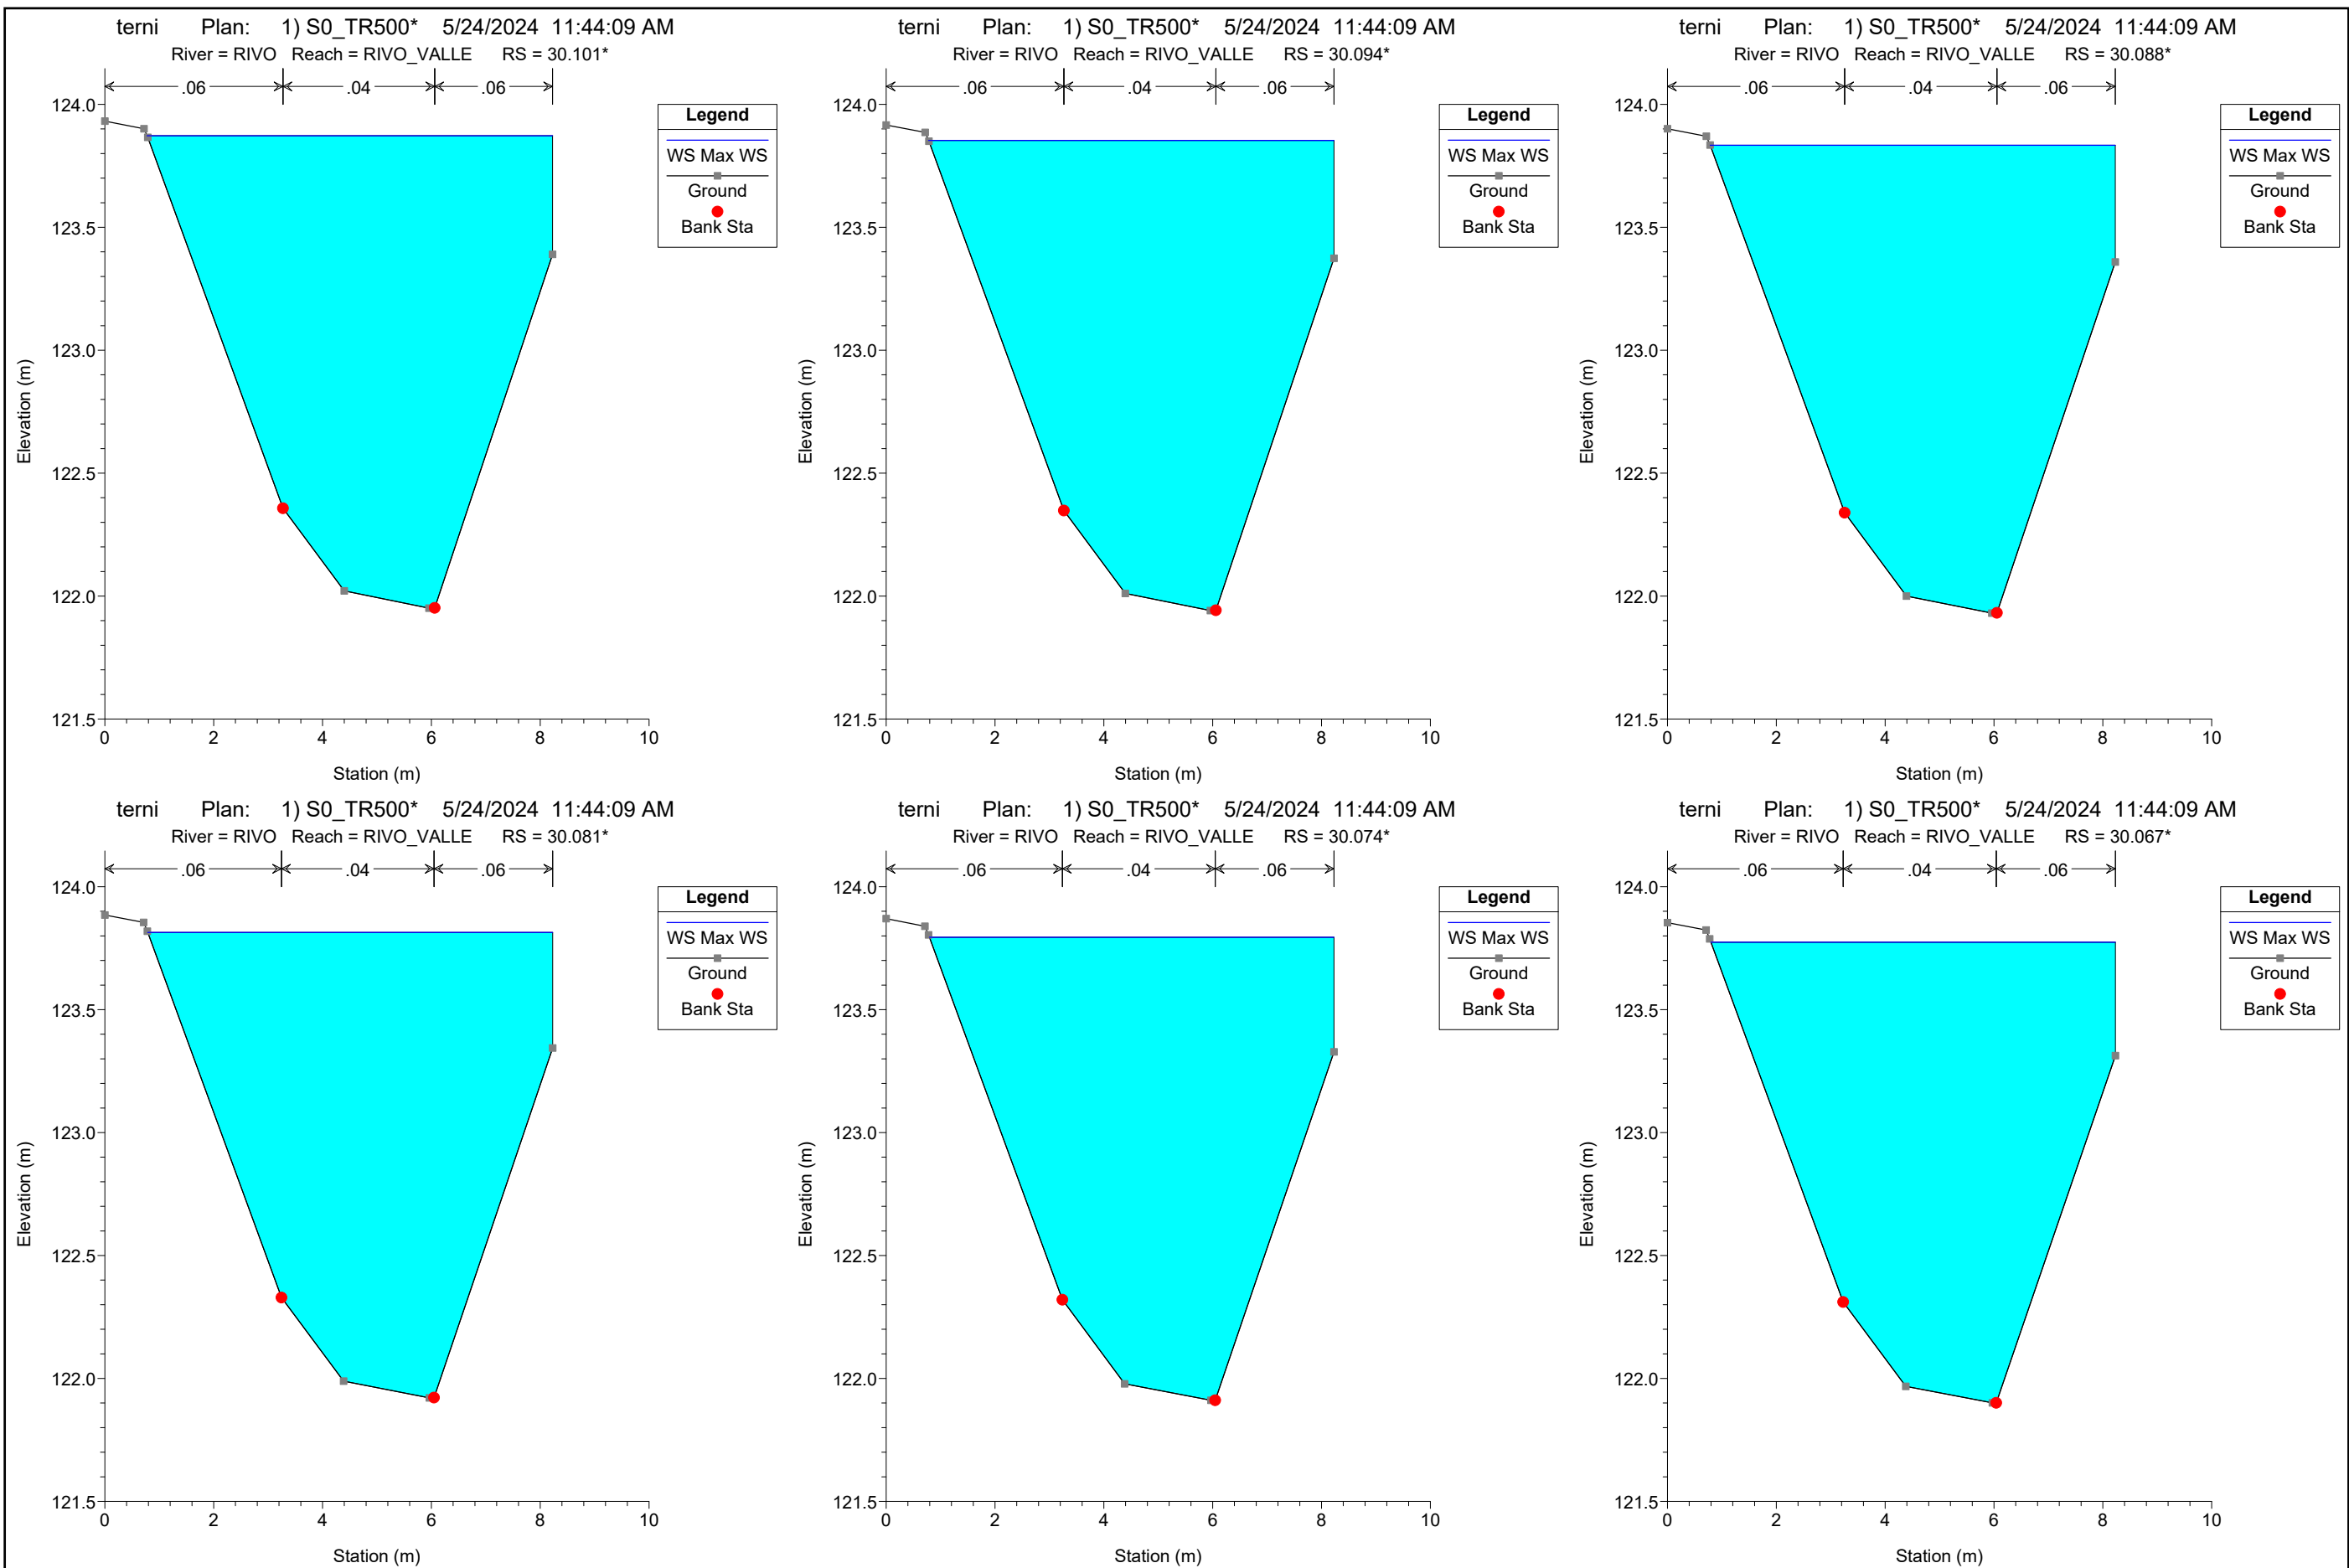 terni Plan: 1) S0_TR500* 5/24/2024 11:44:09 AM
River = RIVO Reach = RIVO_VALLE RS = 30.101*
.06 .04 .06
124.0
123.5
123.0
122.5
122.0
121.5
0 2 4 6 8 10
Station (m)
Elevation (m)
Legend
WS Max WS
Ground
Bank Sta
terni Plan: 1) S0_TR500* 5/24/2024 11:44:09 AM
River = RIVO Reach = RIVO_VALLE RS = 30.094*
.06 .04 .06
124.0
123.5
123.0
122.5
122.0
121.5
0 2 4 6 8 10
Station (m)
Elevation (m)
Legend
WS Max WS
Ground
Bank Sta
terni Plan: 1) S0_TR500* 5/24/2024 11:44:09 AM
River = RIVO Reach = RIVO_VALLE RS = 30.088*
.06 .04 .06
124.0
123.5
123.0
122.5
122.0
121.5
0 2 4 6 8 10
Station (m)
Elevation (m)
Legend
WS Max WS
Ground
Bank Sta
terni Plan: 1) S0_TR500* 5/24/2024 11:44:09 AM
River = RIVO Reach = RIVO_VALLE RS = 30.081*
.06 .04 .06
124.0
123.5
123.0
122.5
122.0
121.5
0 2 4 6 8 10
Station (m)
Elevation (m)
Legend
WS Max WS
Ground
Bank Sta
terni Plan: 1) S0_TR500* 5/24/2024 11:44:09 AM
River = RIVO Reach = RIVO_VALLE RS = 30.074*
.06 .04 .06
124.0
123.5
123.0
122.5
122.0
121.5
0 2 4 6 8 10
Station (m)
Elevation (m)
Legend
WS Max WS
Ground
Bank Sta
terni Plan: 1) S0_TR500* 5/24/2024 11:44:09 AM
River = RIVO Reach = RIVO_VALLE RS = 30.067*
.06 .04 .06
124.0
123.5
123.0
122.5
122.0
121.5
0 2 4 6 8 10
Station (m)
Elevation (m)
Legend
WS Max WS
Ground
Bank Sta